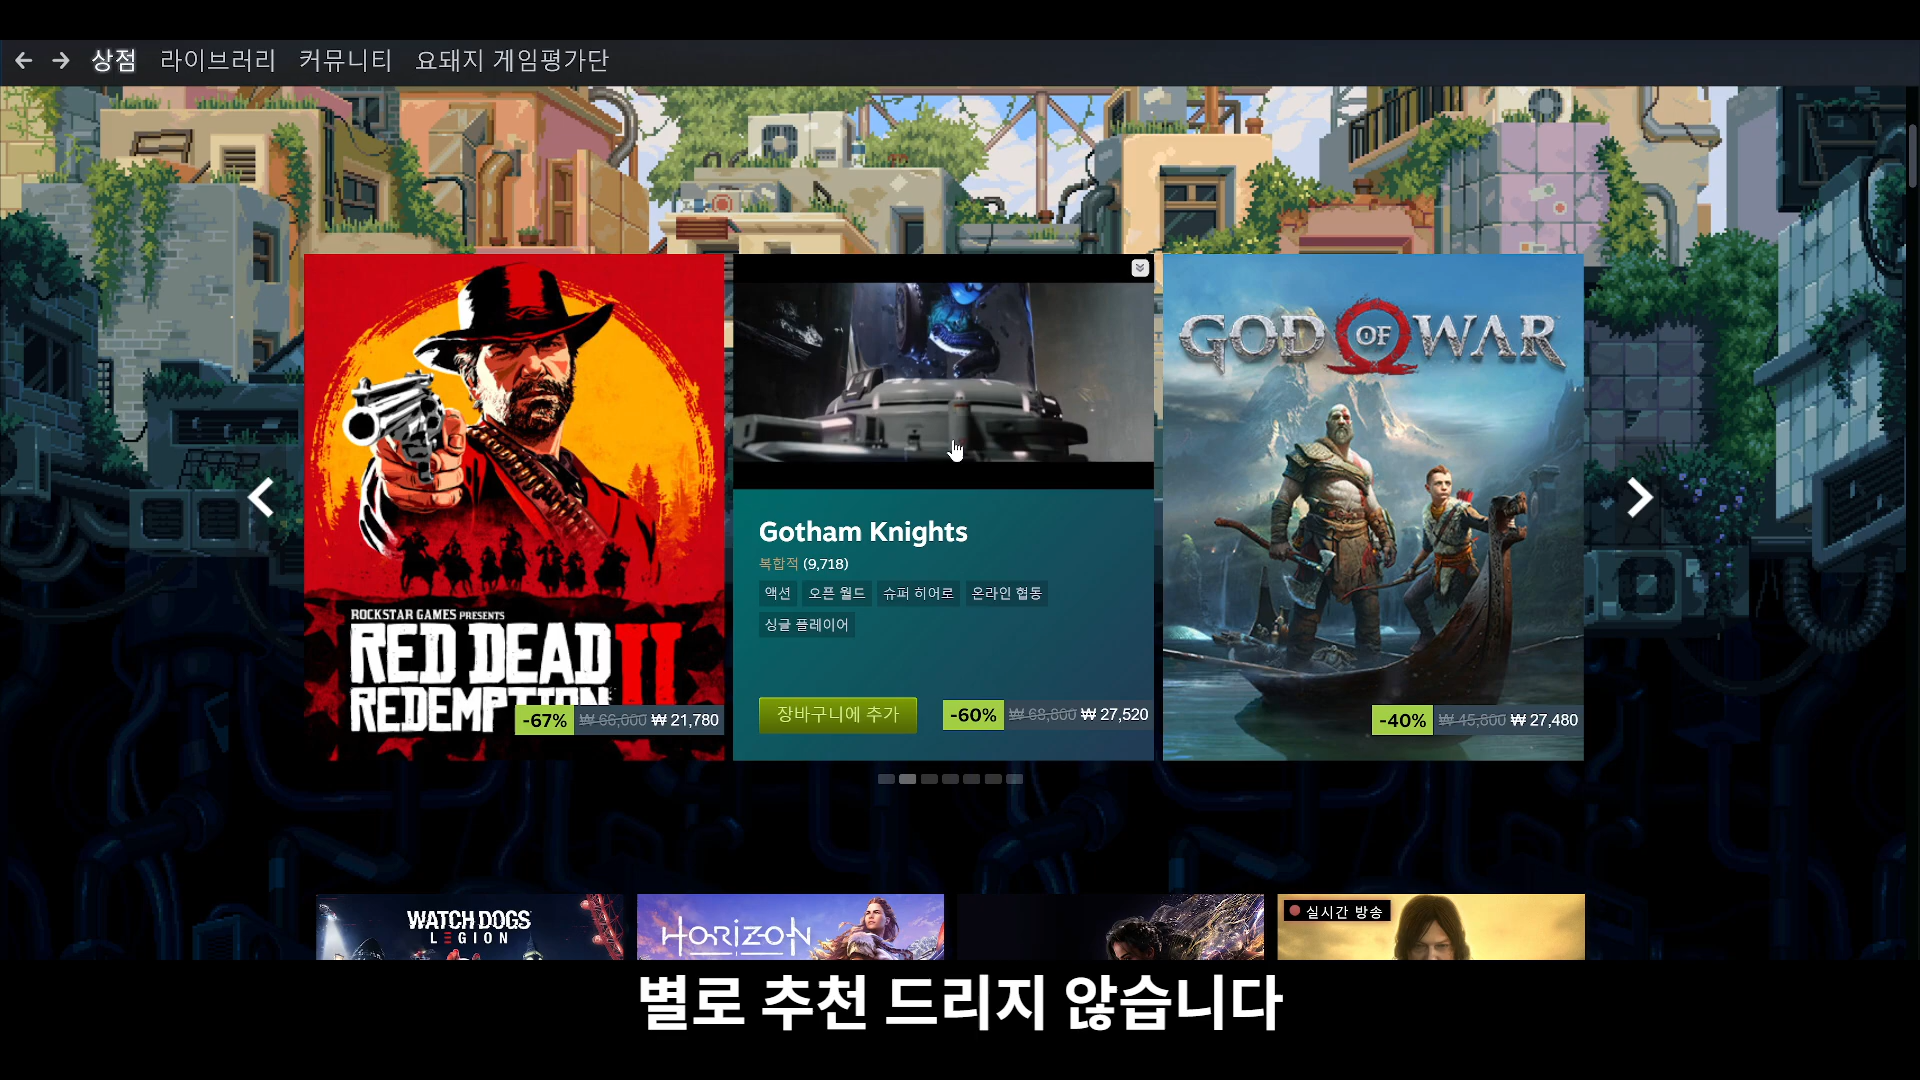 상점 라이브러리 커뮤니티 요돼지 게임평가단
ROCKSTAR GAMES PRESENTS
RED DEAD
REDEMPTION II
-67% ₩ 66,000 ₩ 21,780
Gotham Knights
복합적 (9,718)
액션 오픈 월드 슈퍼 히어로 온라인 협동
싱글 플레이어
장바구니에 추가 -60% ₩ 68,800 ₩ 27,520
GOD OF WAR
-40% ₩ 45,800 ₩ 27,480
WATCH DOGS
LEGION
HORIZON
실시간 방송
별로 추천 드리지 않습니다